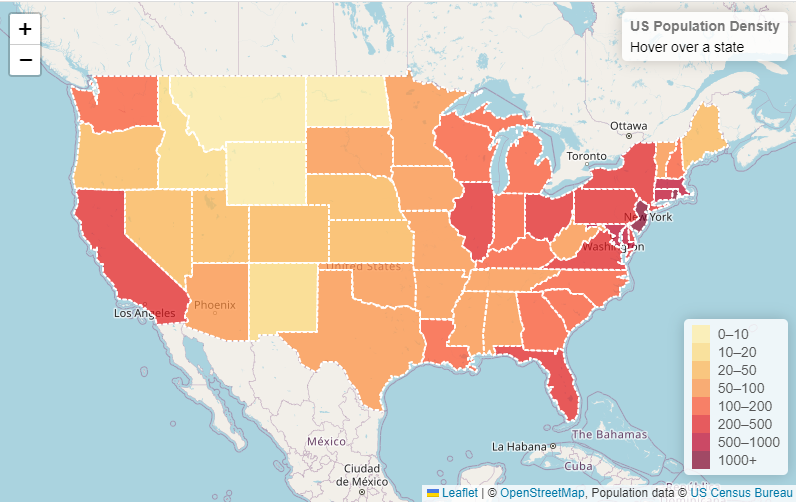 +
−
US Population Density
Hover over a state
Ottawa
Toronto
New York
Washington
United States
Phoenix
Los Angeles
0–10
10–20
20–50
50–100
100–200
200–500
500–1000
1000+
The Bahamas
La Habana
México
Cuba
Ciudad
de México
Leaflet | © OpenStreetMap, Population data © US Census Bureau